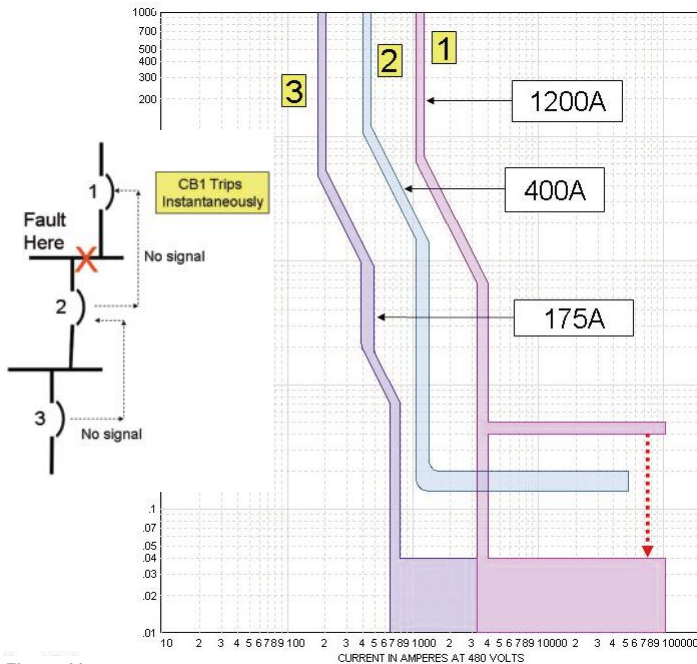 1000
700
500
400
300
200
3
2
1
1200A
400A
175A
1
CB1 Trips
Instantaneously
Fault
Here
No signal
2
3
No signal
.1
.07
.05
.04
.03
.02
.01
10 2 3 4 5 6 7 8 9 100 2 3 4 5 6 7 8 9 1000 2 3 4 5 6 7 8 9 10000 2 3 4 5 6 7 8 9 100000
CURRENT IN AMPERES AT 480 VOLTS